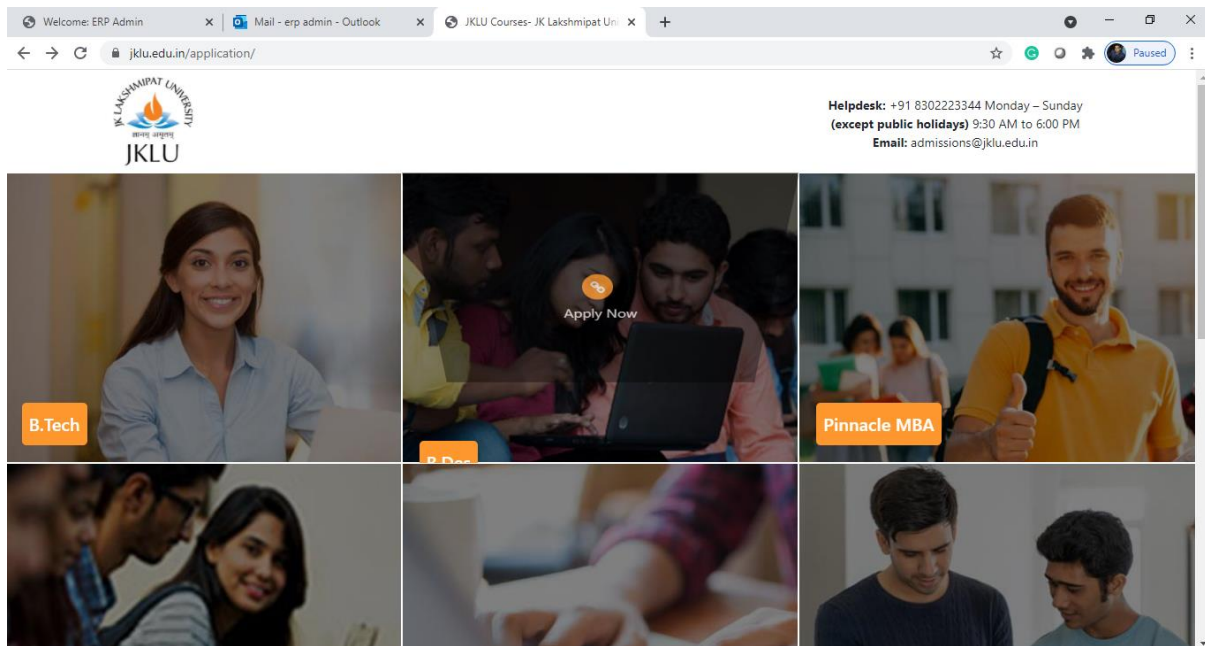 Welcome: ERP Admin
Mail - erp admin - Outlook
JKLU Courses- JK Lakshmipat Uni
jklu.edu.in/application/
Paused
JK LAKSHMIPAT UNIVERSITY
JKLU
Helpdesk: +91 8302223344 Monday – Sunday
(except public holidays) 9:30 AM to 6:00 PM
Email: admissions@jklu.edu.in
Apply Now
B.Tech
B.Des
Pinnacle MBA